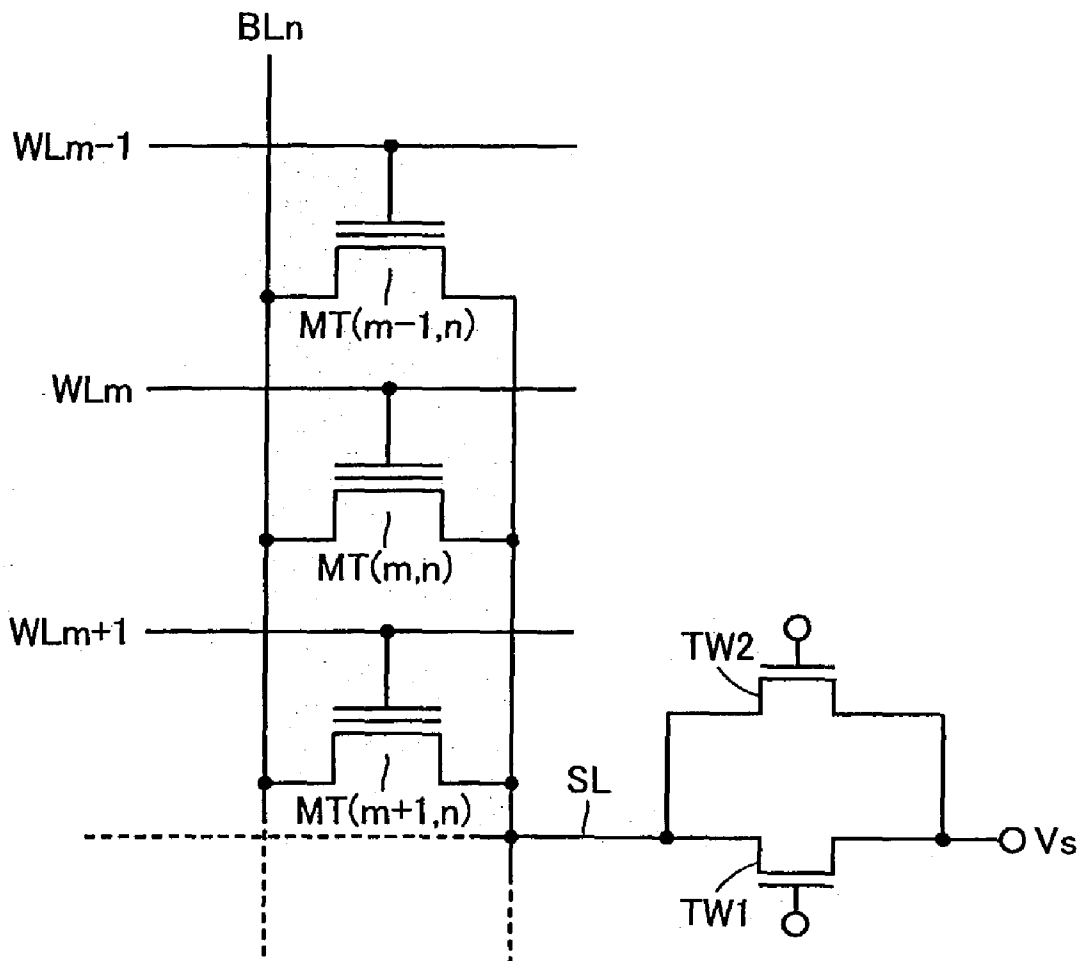 BLn
WLm-1
MT(m-1,n)
WLm
MT(m,n)
WLm+1
TW2
MT(m+1,n)
SL
Vs
TW1